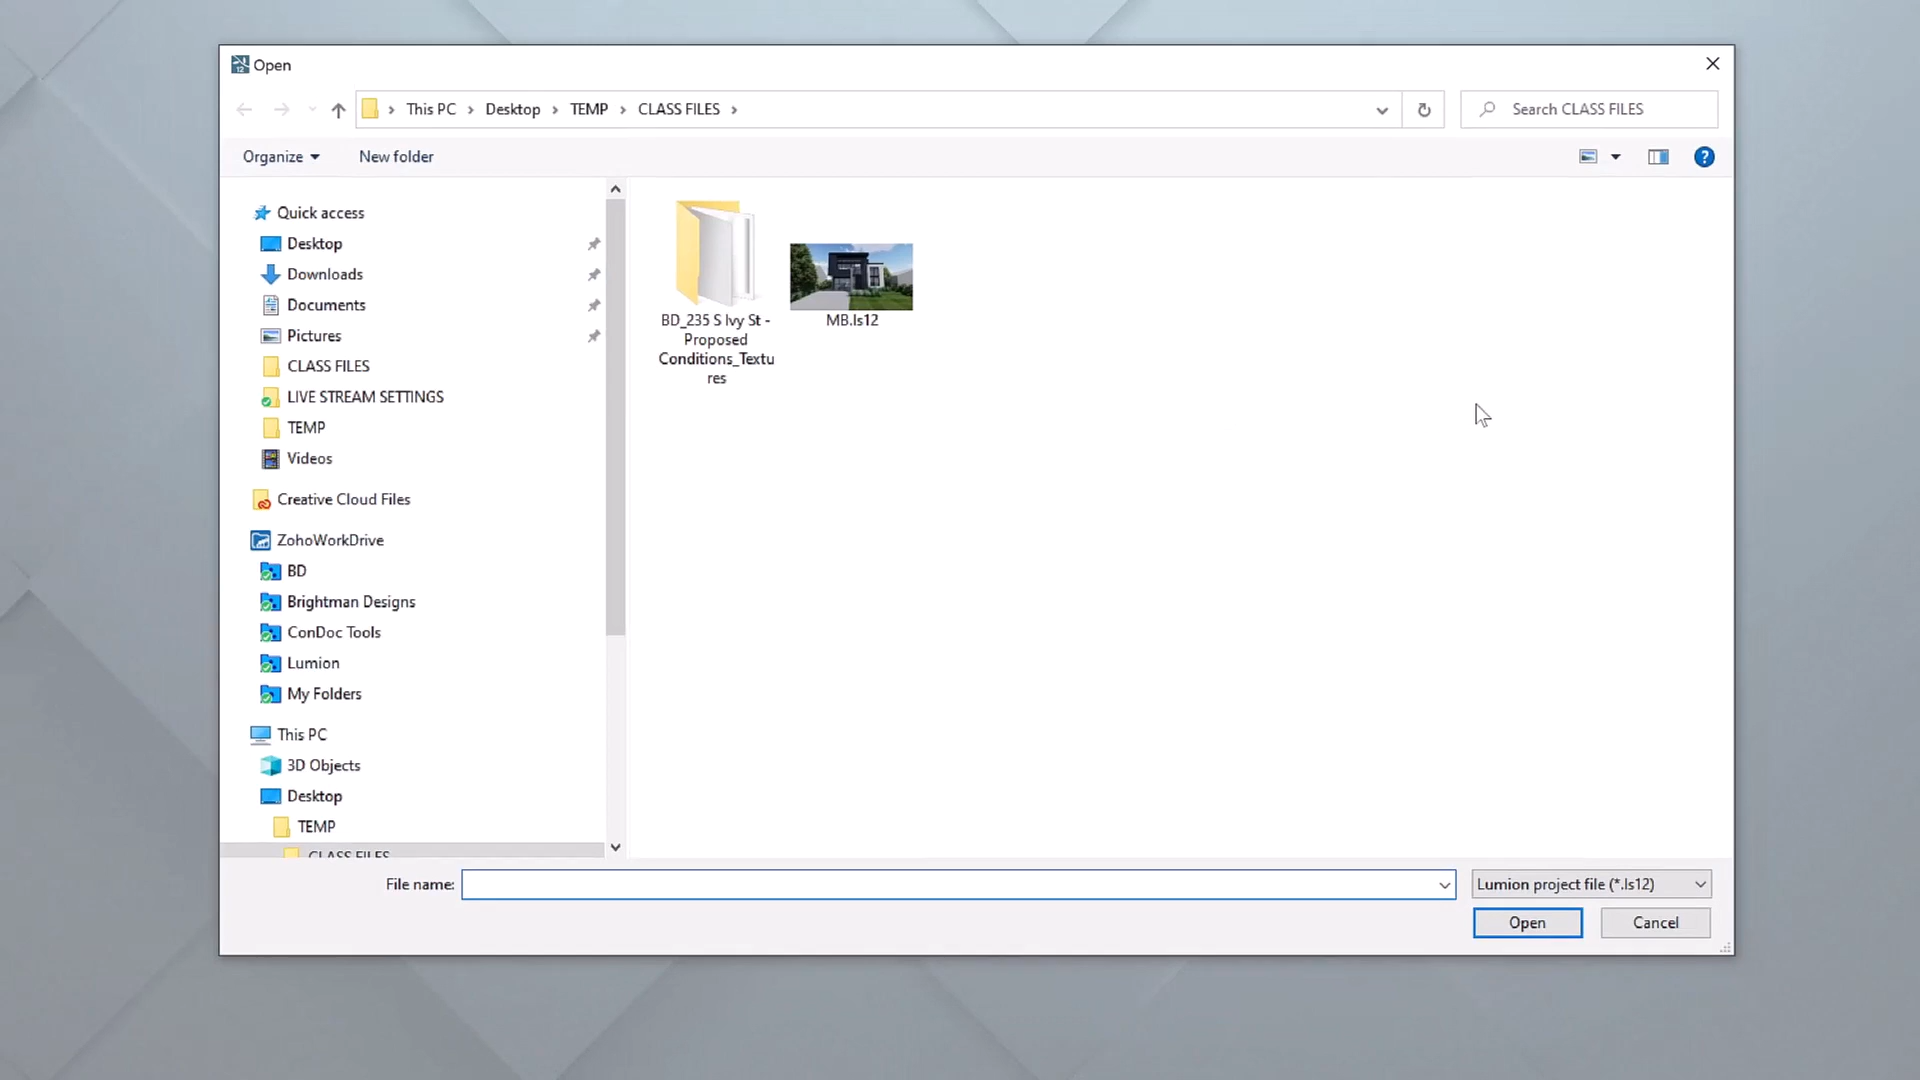 Open
This PC > Desktop > TEMP > CLASS FILES >
Search CLASS FILES
Organize
New folder
Quick access
Desktop
Downloads
Documents
Pictures
CLASS FILES
LIVE STREAM SETTINGS
TEMP
Videos
Creative Cloud Files
ZohoWorkDrive
BD
Brightman Designs
ConDoc Tools
Lumion
My Folders
This PC
3D Objects
Desktop
TEMP
CLASS FILES
BD_235 S Ivy St -
Proposed
Conditions_Textu
res
MB.ls12
File name:
Lumion project file (*.ls12)
Open
Cancel